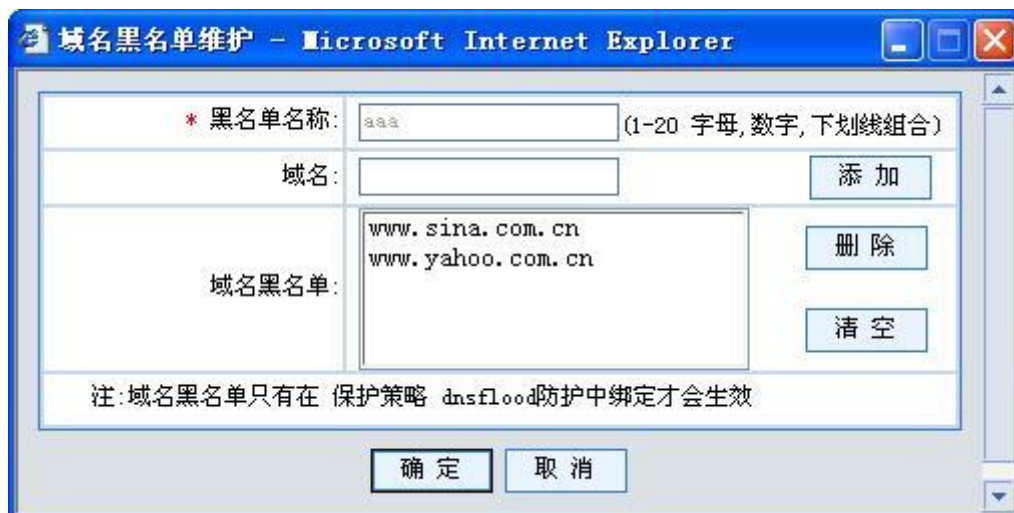 域名黑名单维护 - Microsoft Internet Explorer
* 黑名单名称: aaa (1-20 字母,数字,下划线组合)
域名: 添 加
www.sina.com.cn
www.yahoo.com.cn
删 除
域名黑名单:
清 空
注:域名黑名单只有在 保护策略 dnsflood防护中绑定才会生效
确 定 取 消